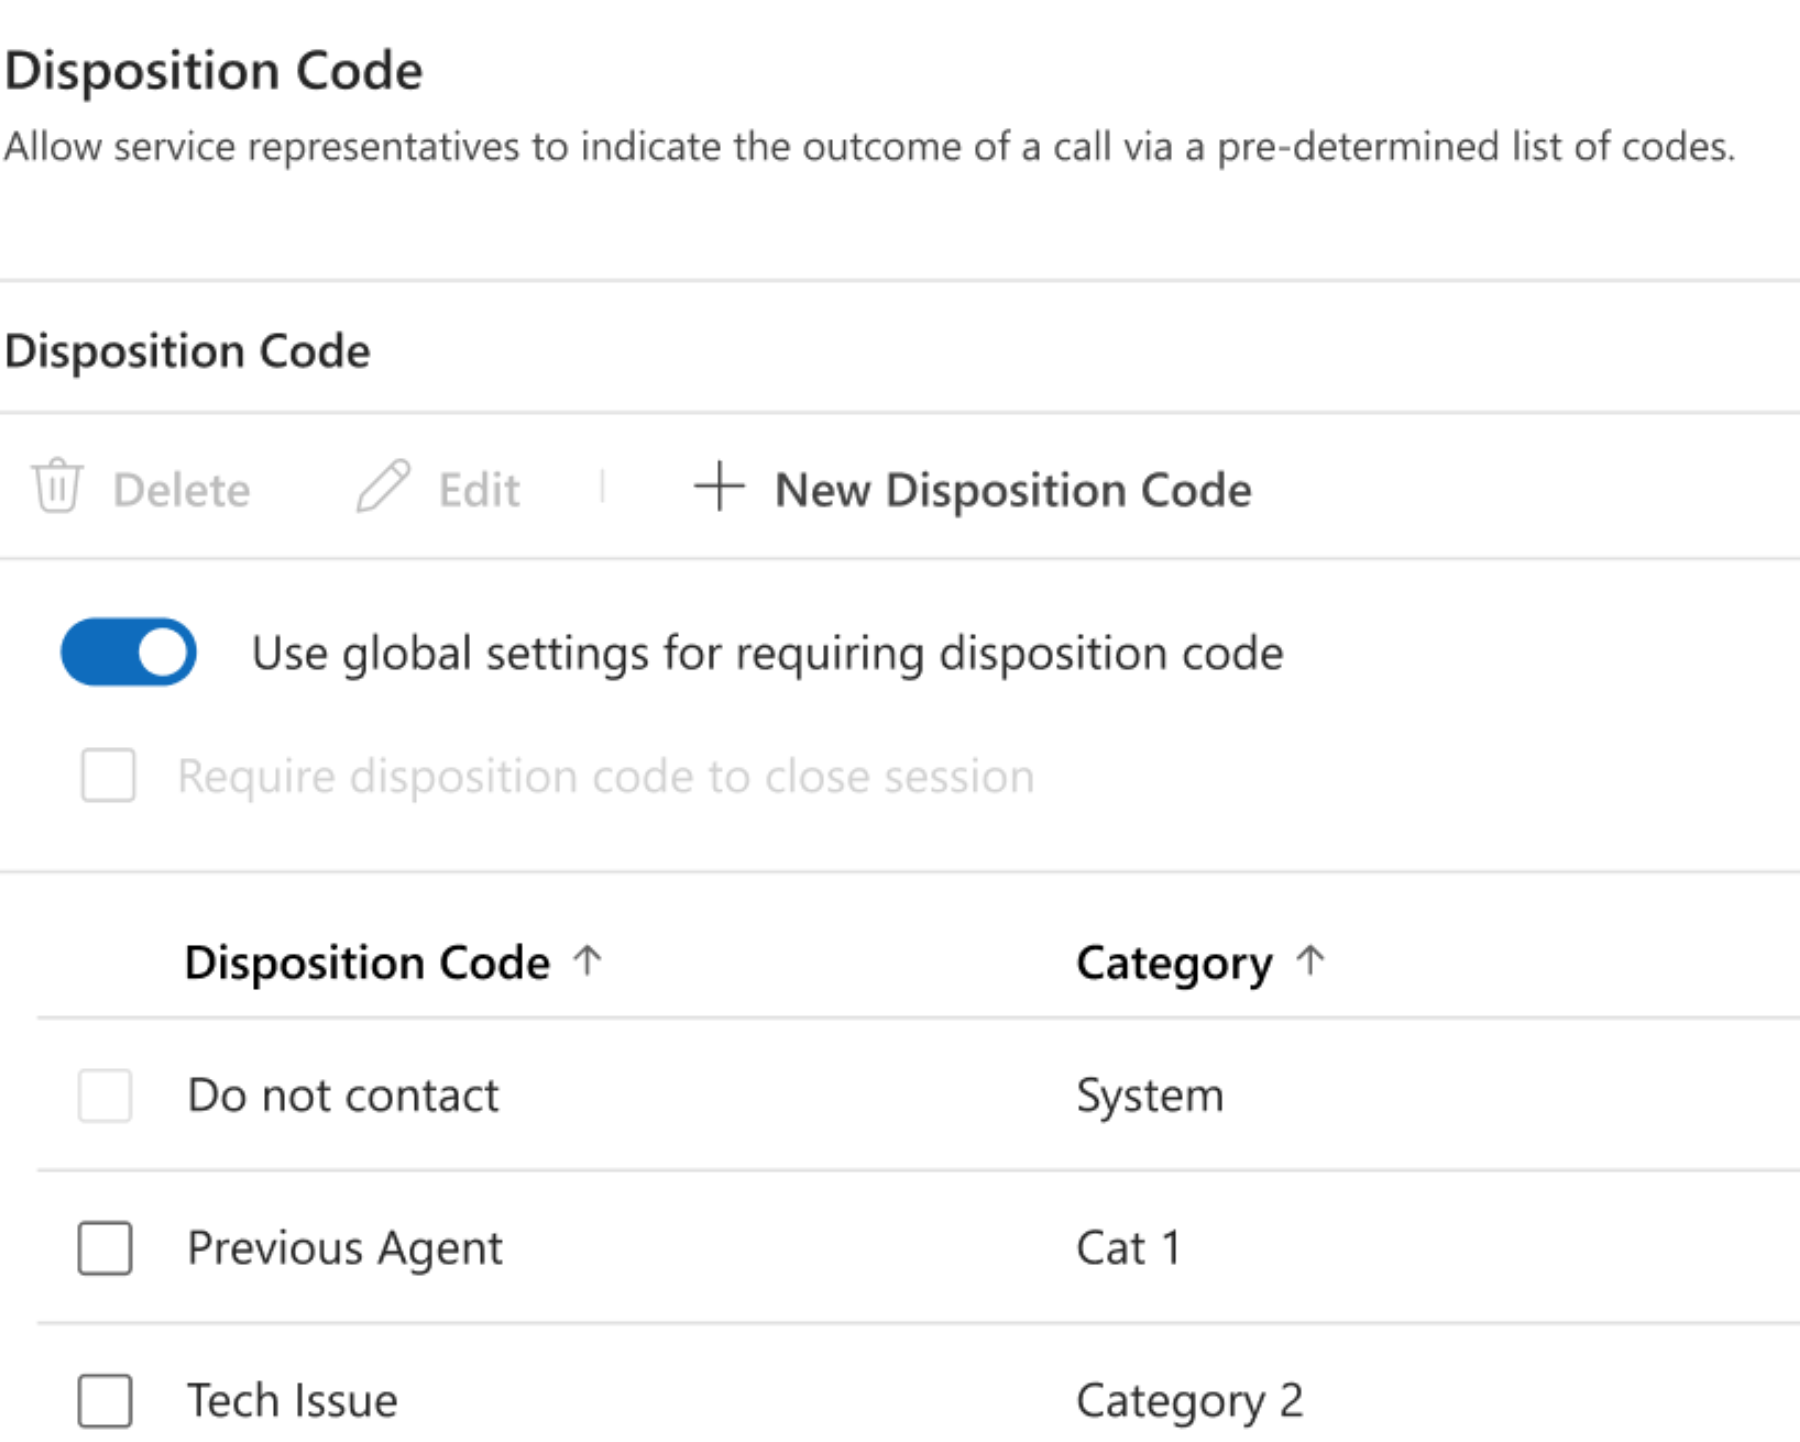 Disposition Code
Allow service representatives to indicate the outcome of a call via a pre-determined list of codes.
Disposition Code
Delete Edit New Disposition Code
Use global settings for requiring disposition code
Require disposition code to close session
Disposition Code ↑ Category ↑
Do not contact System
Previous Agent Cat 1
Tech Issue Category 2